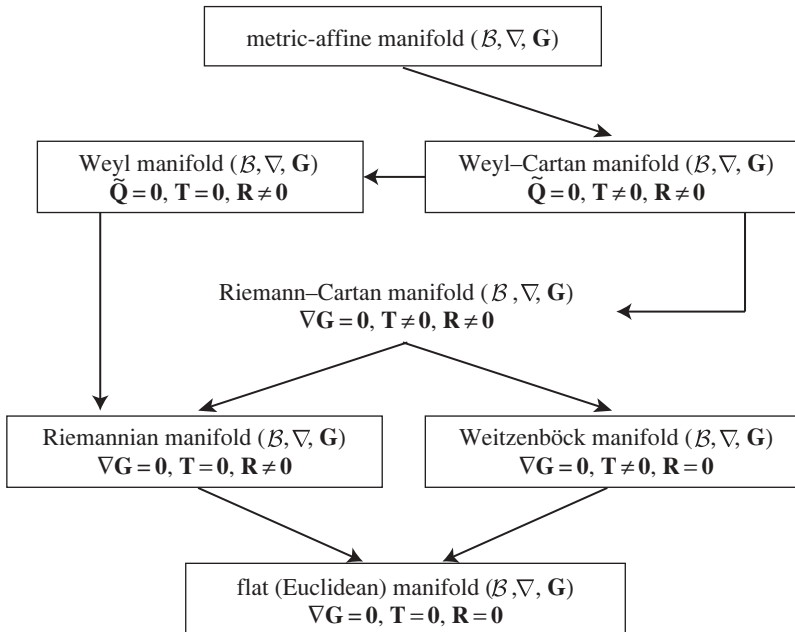 metric-affine manifold (ℬ, ∇, G)
Weyl manifold (ℬ, ∇, G)
Q̃ = 0, T = 0, R ≠ 0
Weyl–Cartan manifold (ℬ, ∇, G)
Q̃ = 0, T ≠ 0, R ≠ 0
Riemann–Cartan manifold (ℬ, ∇, G)
∇G = 0, T ≠ 0, R ≠ 0
Riemannian manifold (ℬ, ∇, G)
∇G = 0, T = 0, R ≠ 0
Weitzenböck manifold (ℬ, ∇, G)
∇G = 0, T ≠ 0, R = 0
flat (Euclidean) manifold (ℬ, ∇, G)
∇G = 0, T = 0, R = 0